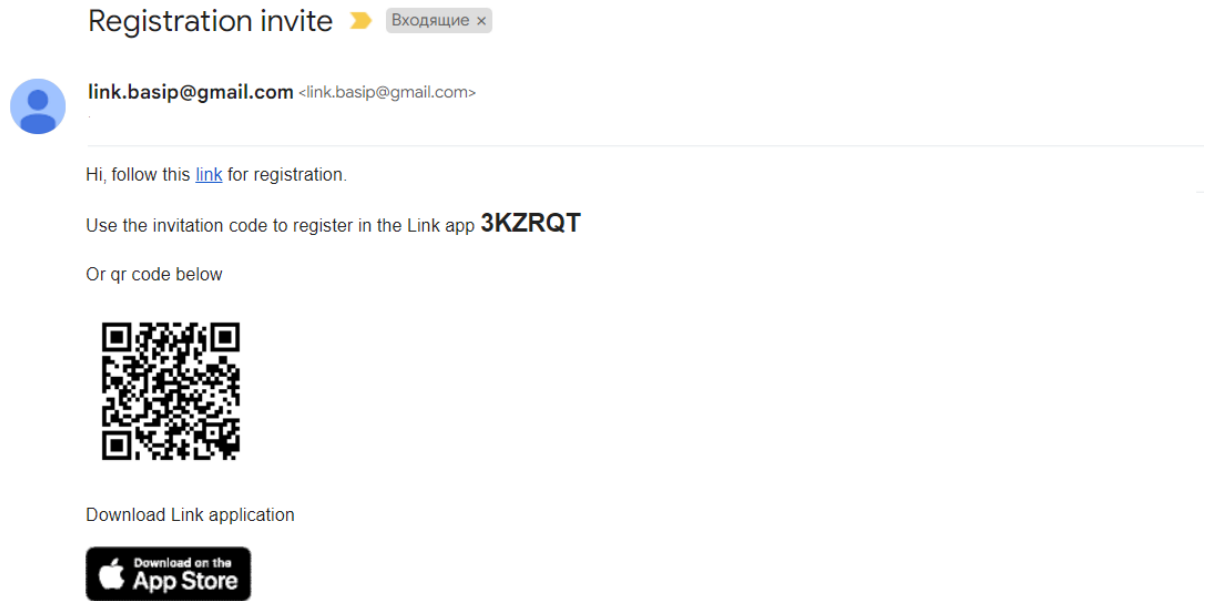 Registration invite Входящие ×
link.basip@gmail.com <link.basip@gmail.com>
Hi, follow this link for registration.
Use the invitation code to register in the Link app 3KZRQT
Or qr code below
Download Link application
Download on the
App Store